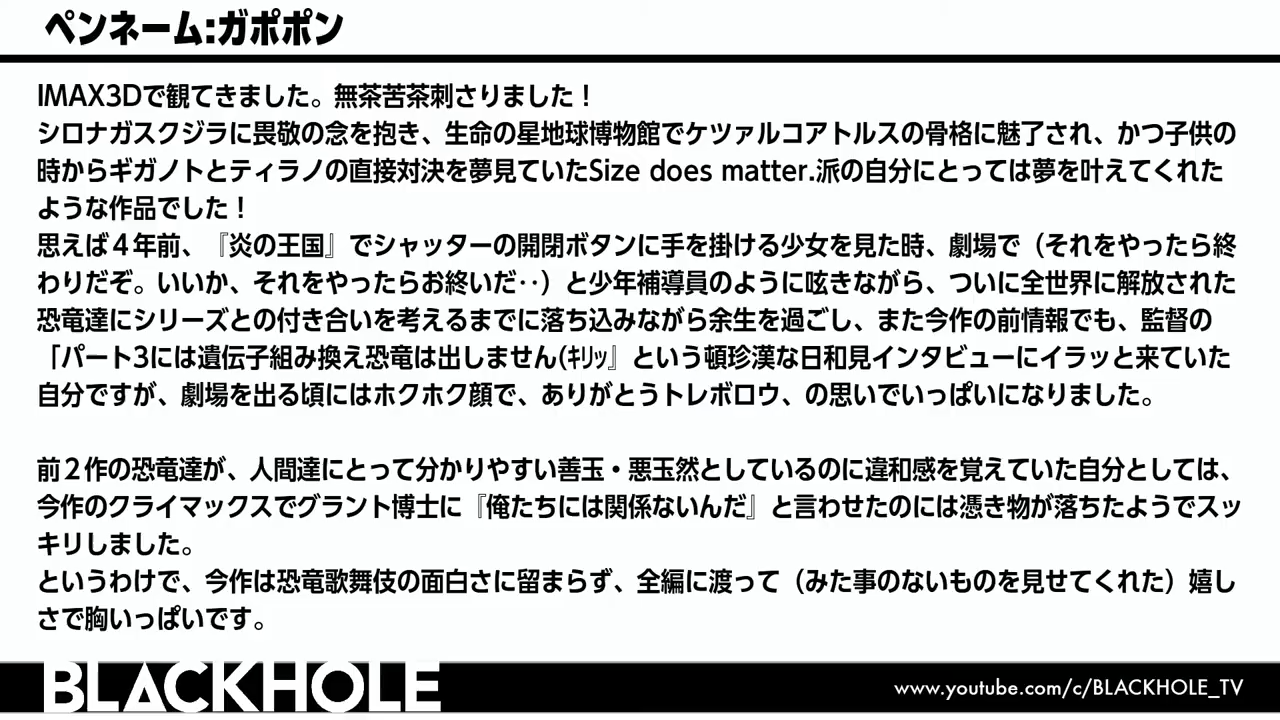 ペンネーム:ガポポン
IMAX3Dで観てきました。無茶苦茶刺さりました！
シロナガスクジラに畏敬の念を抱き、生命の星地球博物館でケツァルコアトルスの骨格に魅了され、かつ子供の
時からギガノトとティラノの直接対決を夢見ていたSize does matter.派の自分にとっては夢を叶えてくれた
ような作品でした！
思えば４年前、『炎の王国』でシャッターの開閉ボタンに手を掛ける少女を見た時、劇場で（それをやったら終
わりだぞ。いいか、それをやったらお終いだ‥）と少年補導員のように呟きながら、ついに全世界に解放された
恐竜達にシリーズとの付き合いを考えるまでに落ち込みながら余生を過ごし、また今作の前情報でも、監督の
「パート3には遺伝子組み換え恐竜は出しません(ｷﾘｯ』という頓珍漢な日和見インタビューにイラッと来ていた
自分ですが、劇場を出る頃にはホクホク顔で、ありがとうトレボロウ、の思いでいっぱいになりました。
前２作の恐竜達が、人間達にとって分かりやすい善玉・悪玉然としているのに違和感を覚えていた自分としては、
今作のクライマックスでグラント博士に『俺たちには関係ないんだ』と言わせたのには憑き物が落ちたようでスッ
キリしました。
というわけで、今作は恐竜歌舞伎の面白さに留まらず、全編に渡って（みた事のないものを見せてくれた）嬉し
さで胸いっぱいです。
BLACKHOLE
www.youtube.com/c/BLACKHOLE_TV